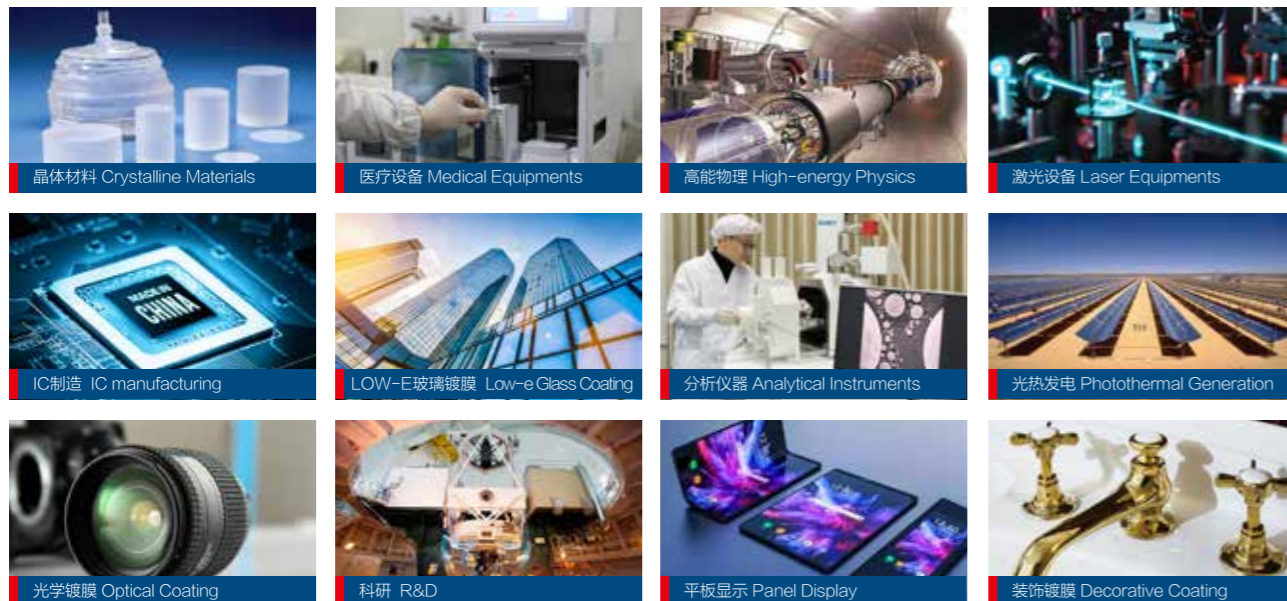 晶体材料 Crystalline Materials
医疗设备 Medical Equipments
高能物理 High-energy Physics
激光设备 Laser Equipments
MADE IN
CHINA
IC制造 IC manufacturing
LOW-E玻璃镀膜 Low-e Glass Coating
分析仪器 Analytical Instruments
光热发电 Photothermal Generation
光学镀膜 Optical Coating
科研 R&D
平板显示 Panel Display
装饰镀膜 Decorative Coating